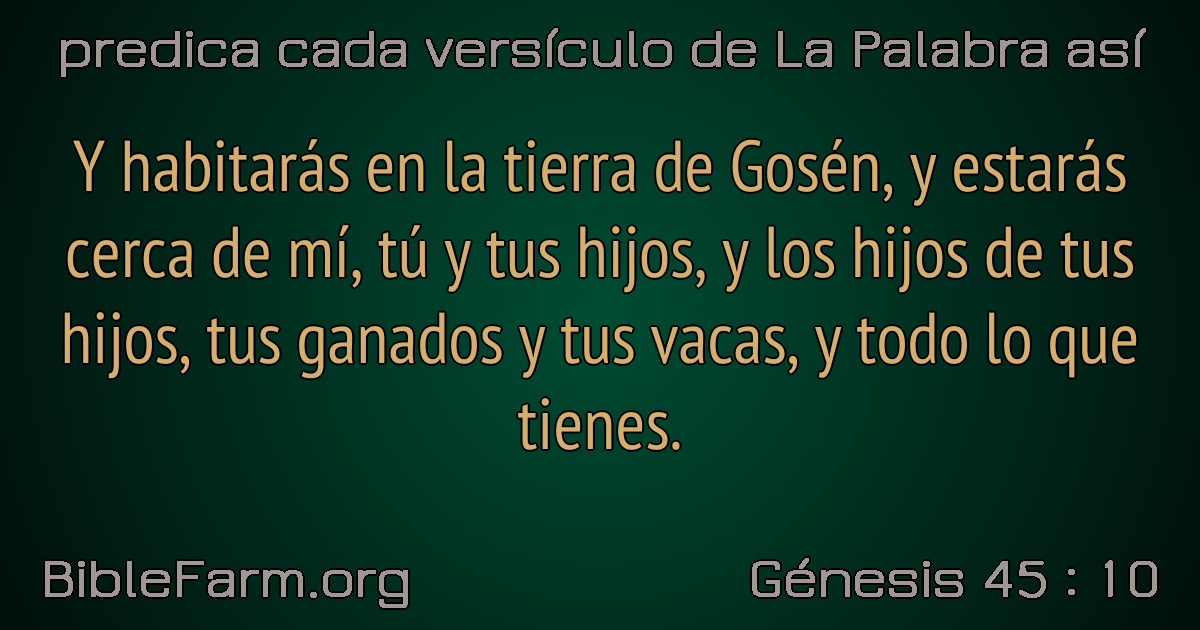 predica cada versículo de La Palabra así
Y habitarás en la tierra de Gosén, y estarás
cerca de mí, tú y tus hijos, y los hijos de tus
hijos, tus ganados y tus vacas, y todo lo que
tienes.
BibleFarm.org
Génesis 45 : 10